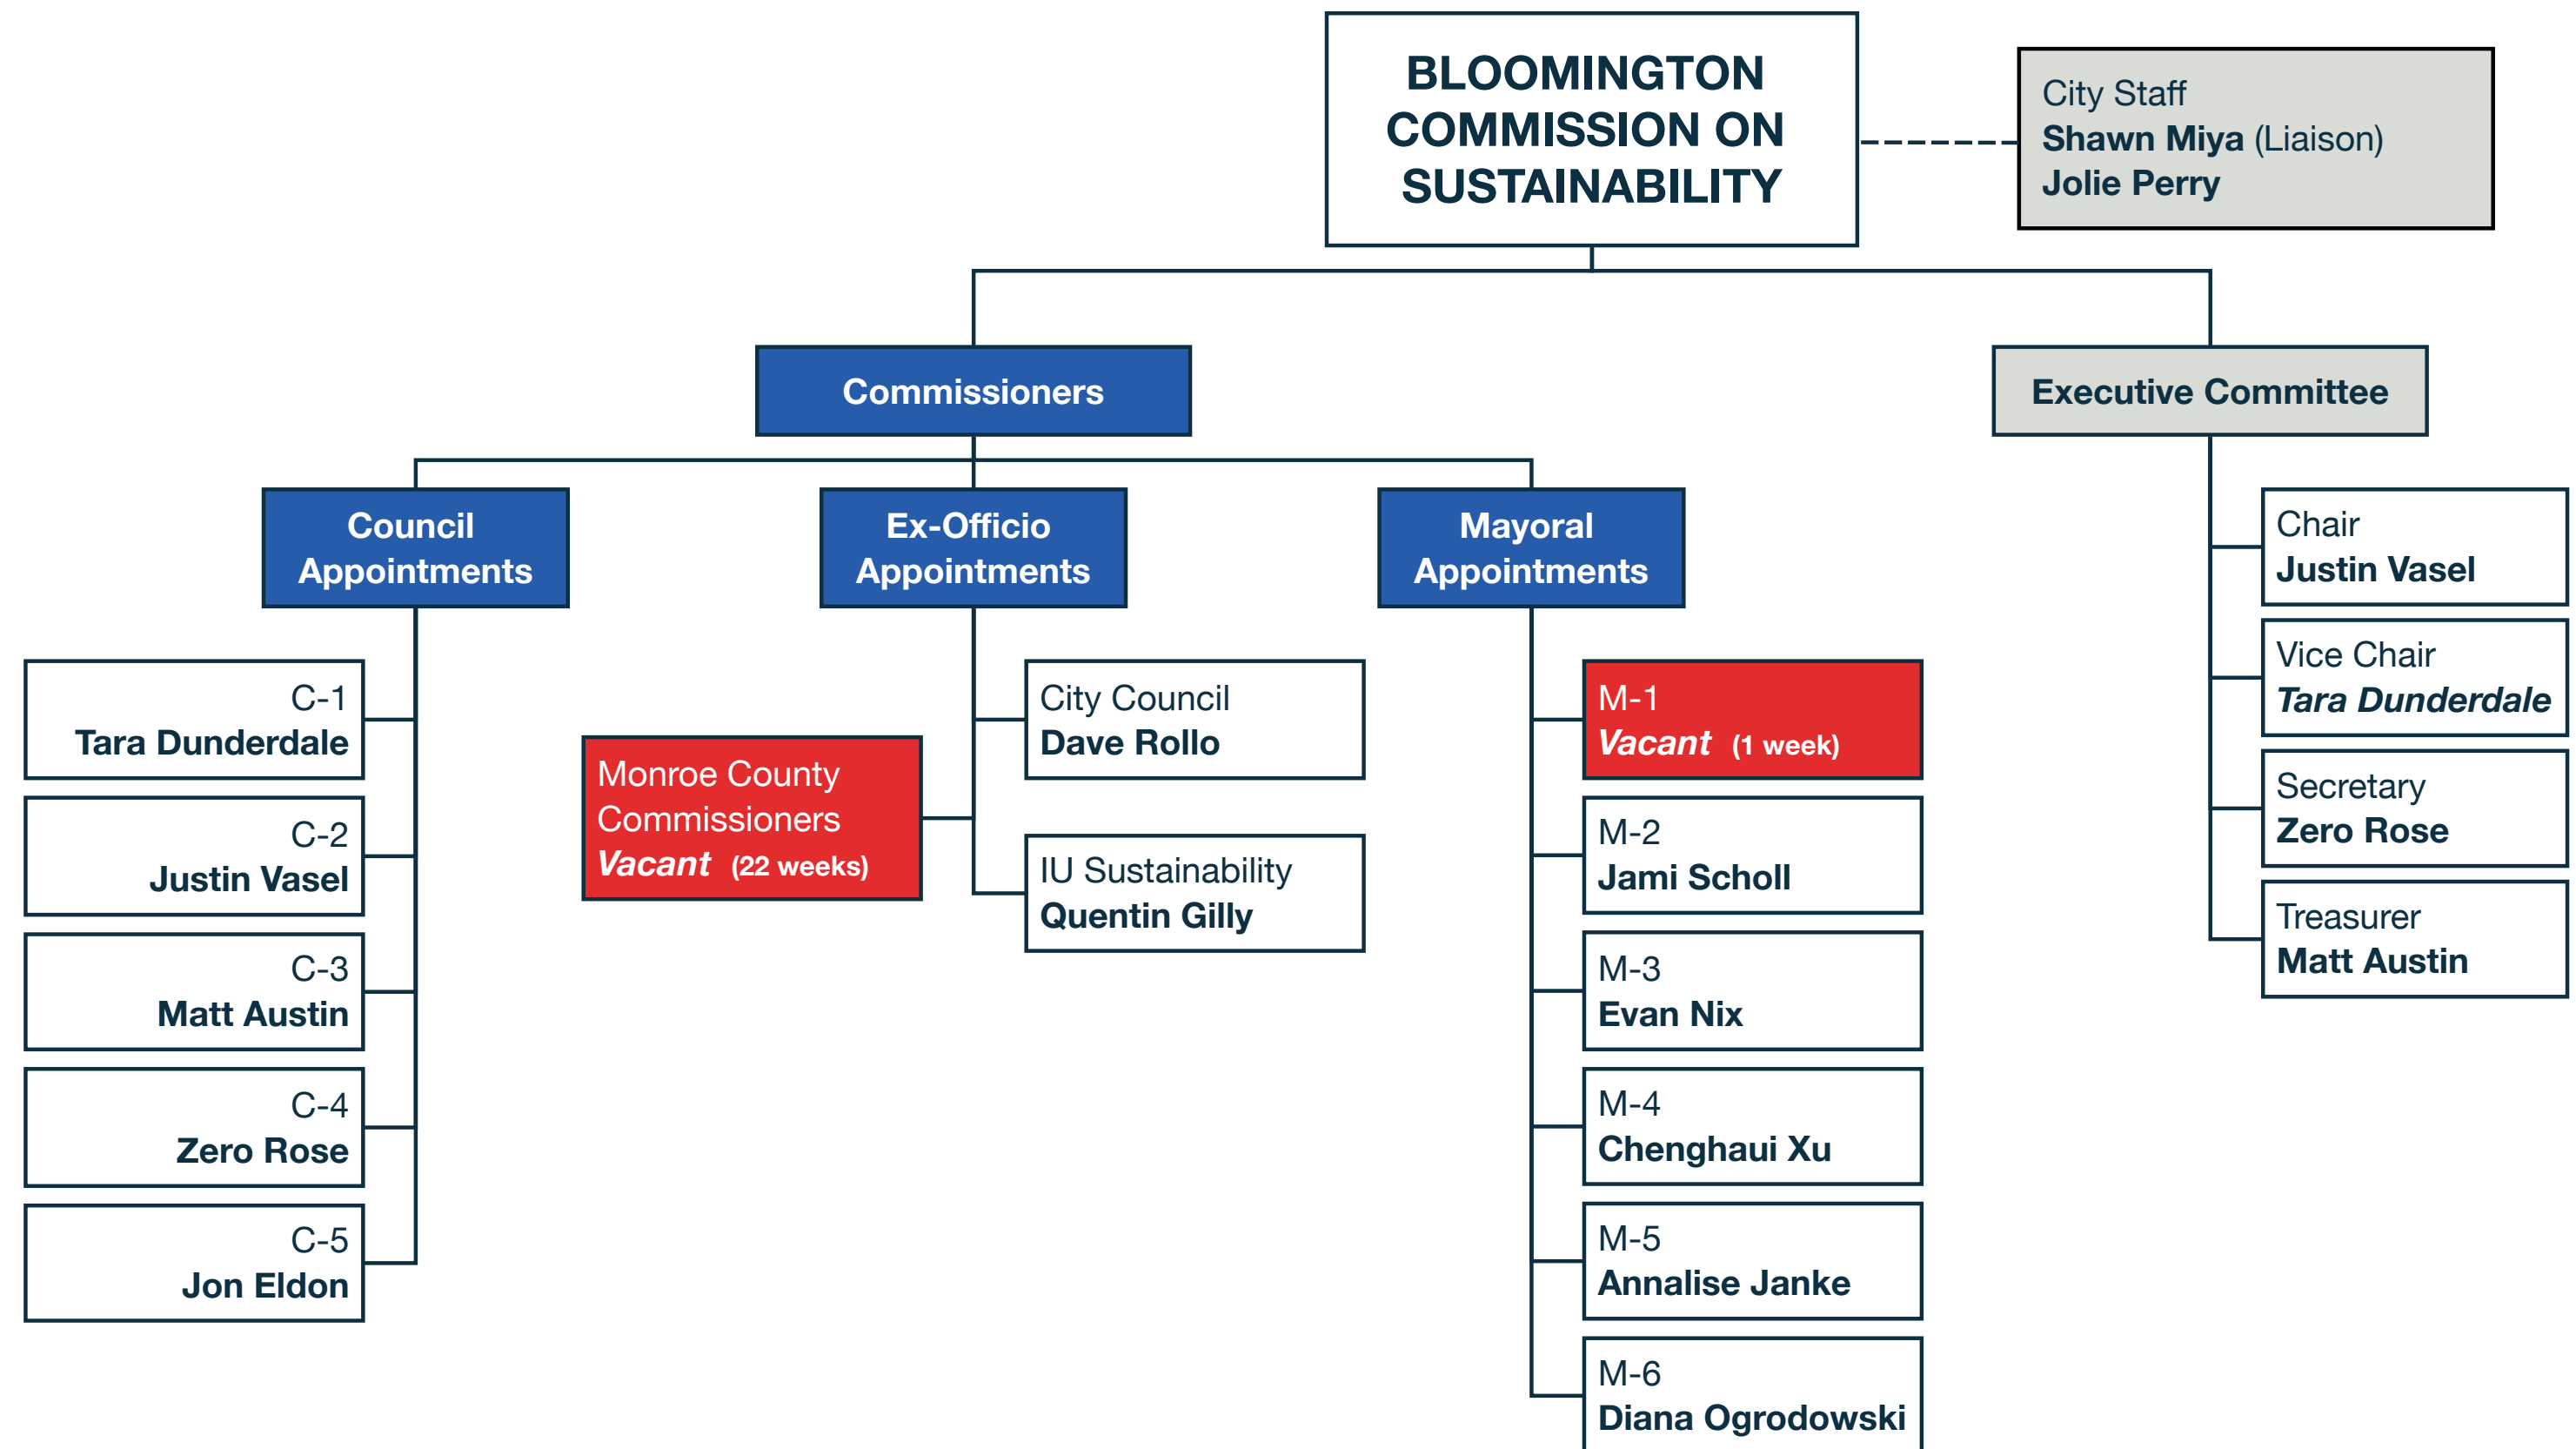 BLOOMINGTON
COMMISSION ON
SUSTAINABILITY
City Staff
Shawn Miya (Liaison)
Jolie Perry
Commissioners
Executive Committee
Council
Appointments
Ex-Officio
Appointments
Mayoral
Appointments
C-1
Tara Dunderdale
C-2
Justin Vasel
C-3
Matt Austin
C-4
Zero Rose
C-5
Jon Eldon
Monroe County
Commissioners
Vacant (22 weeks)
City Council
Dave Rollo
IU Sustainability
Quentin Gilly
M-1
Vacant (1 week)
M-2
Jami Scholl
M-3
Evan Nix
M-4
Chenghaui Xu
M-5
Annalise Janke
M-6
Diana Ogrodowski
Chair
Justin Vasel
Vice Chair
Tara Dunderdale
Secretary
Zero Rose
Treasurer
Matt Austin